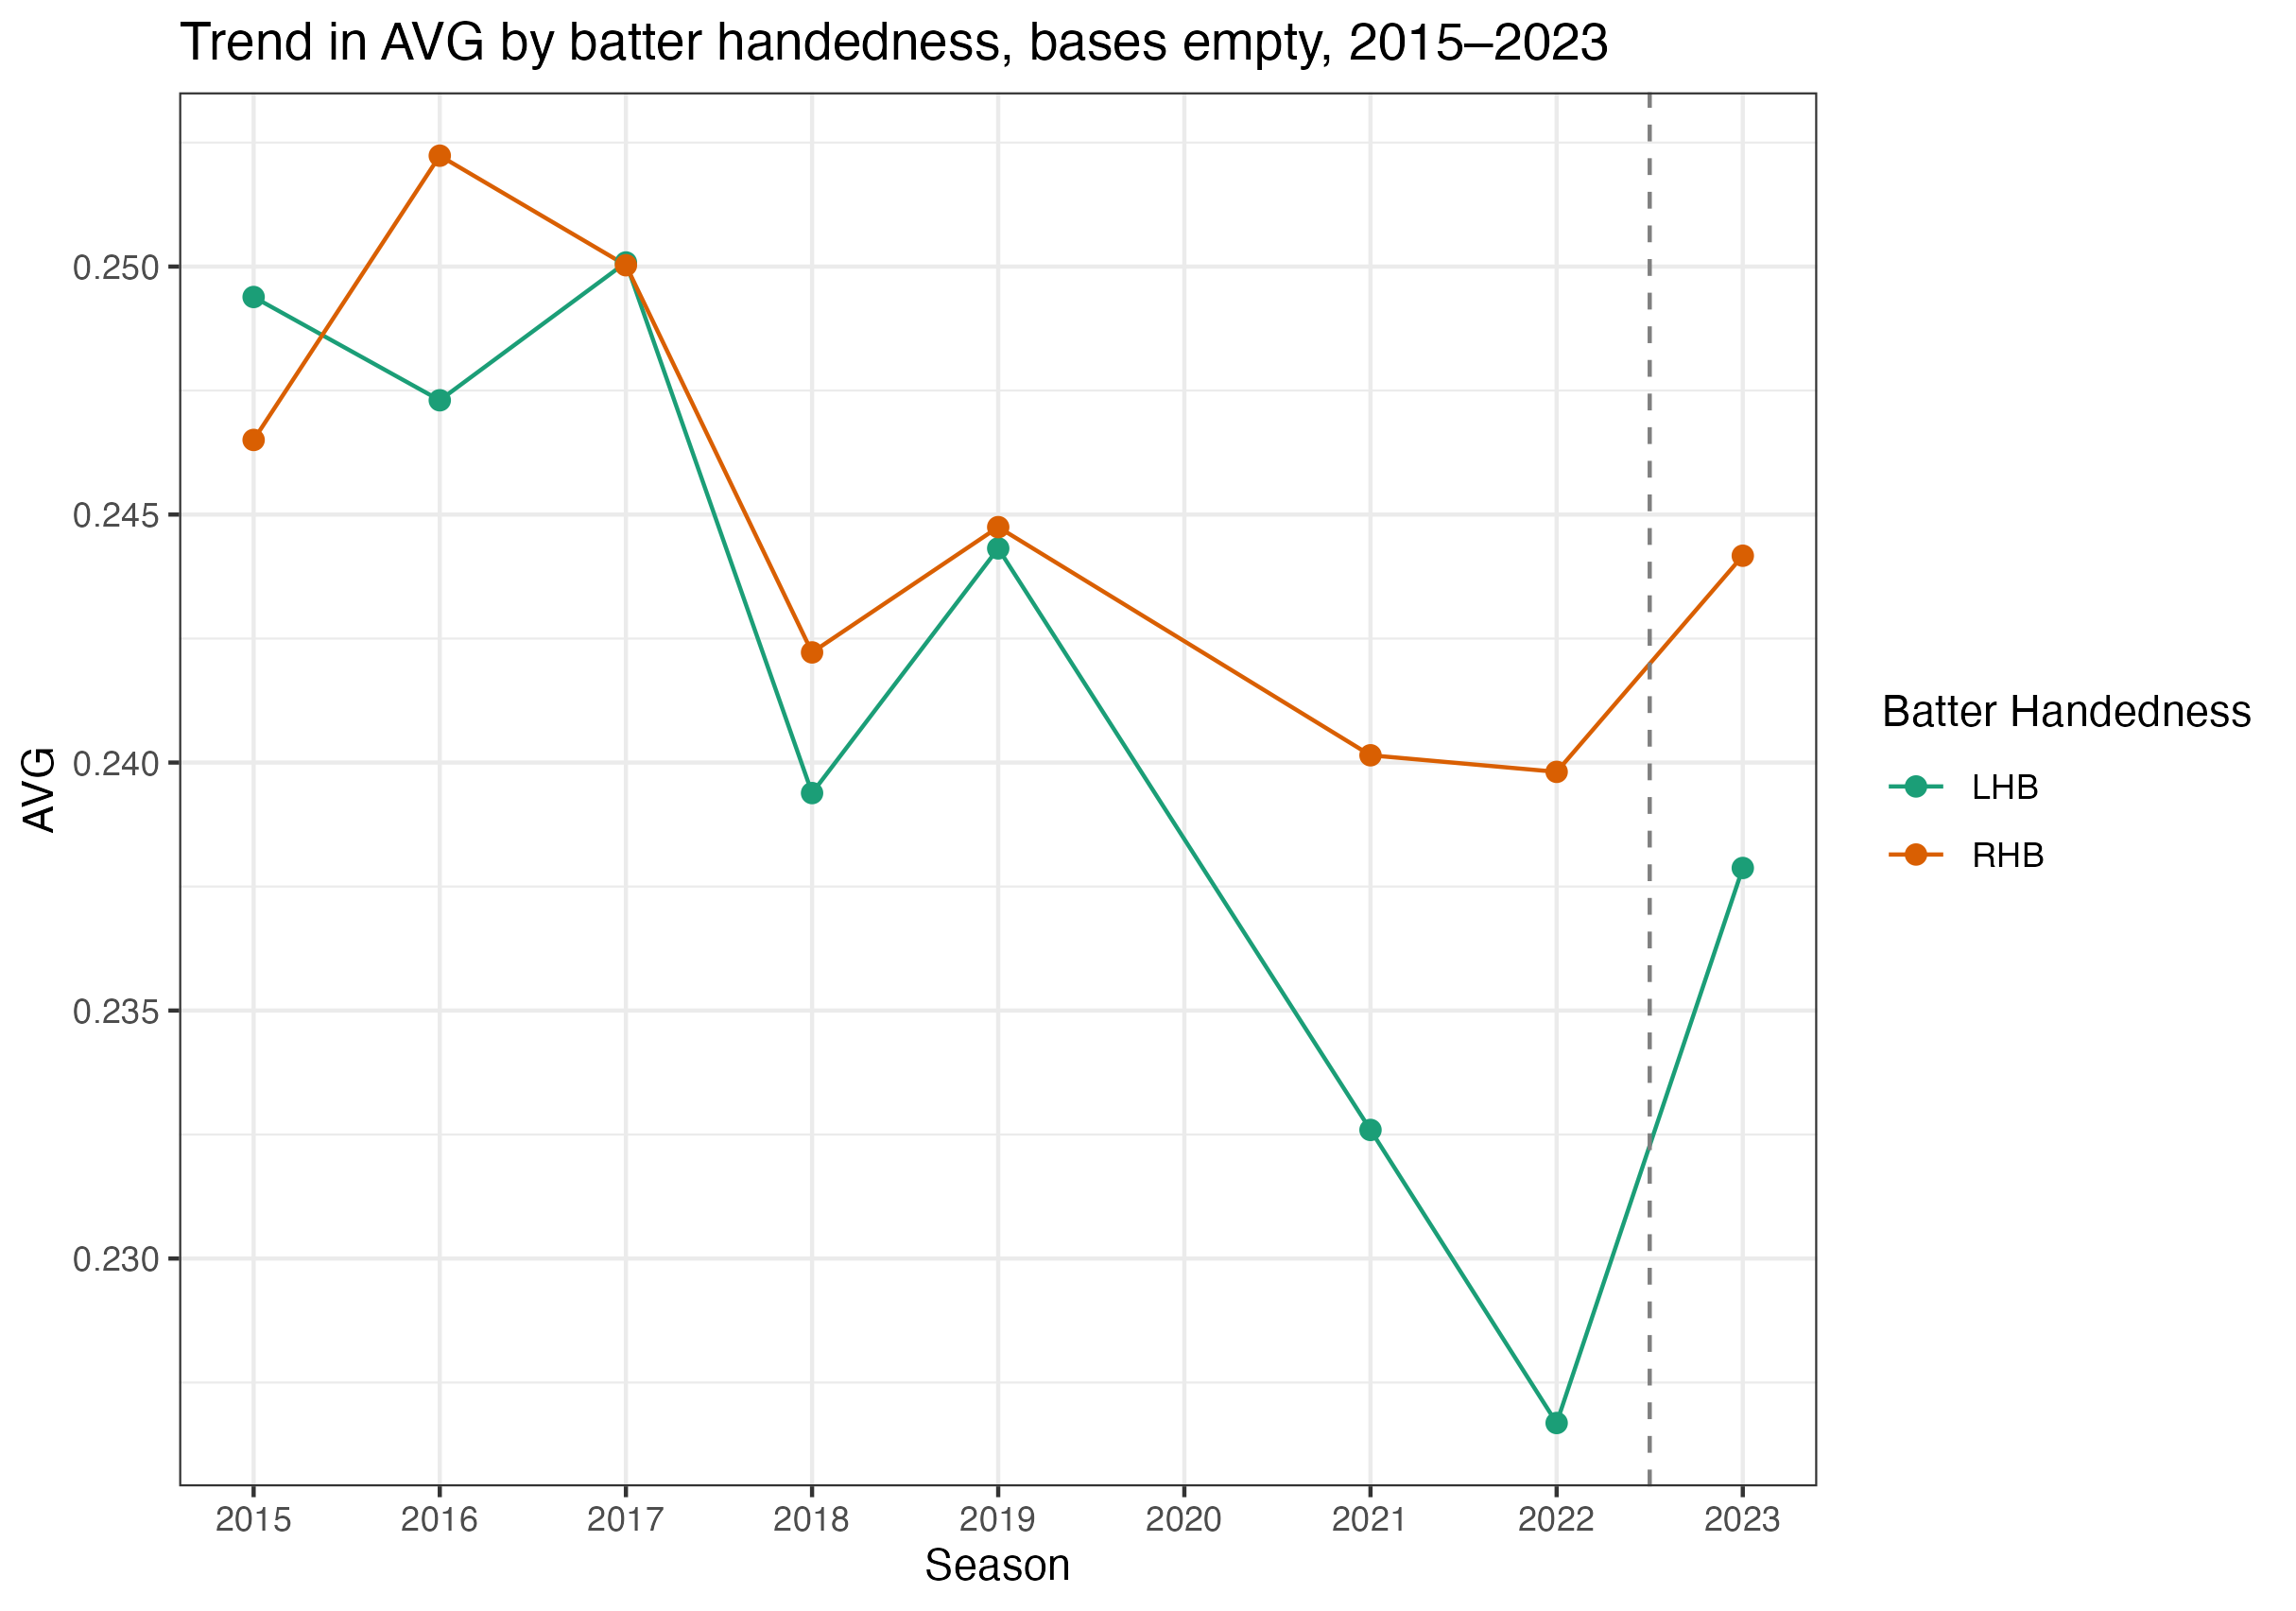 Trend in AVG by batter handedness, bases empty, 2015–2023
AVG
0.250
0.245
0.240
0.235
0.230
2015 2016 2017 2018 2019 2020 2021 2022 2023
Season
Batter Handedness
LHB
RHB